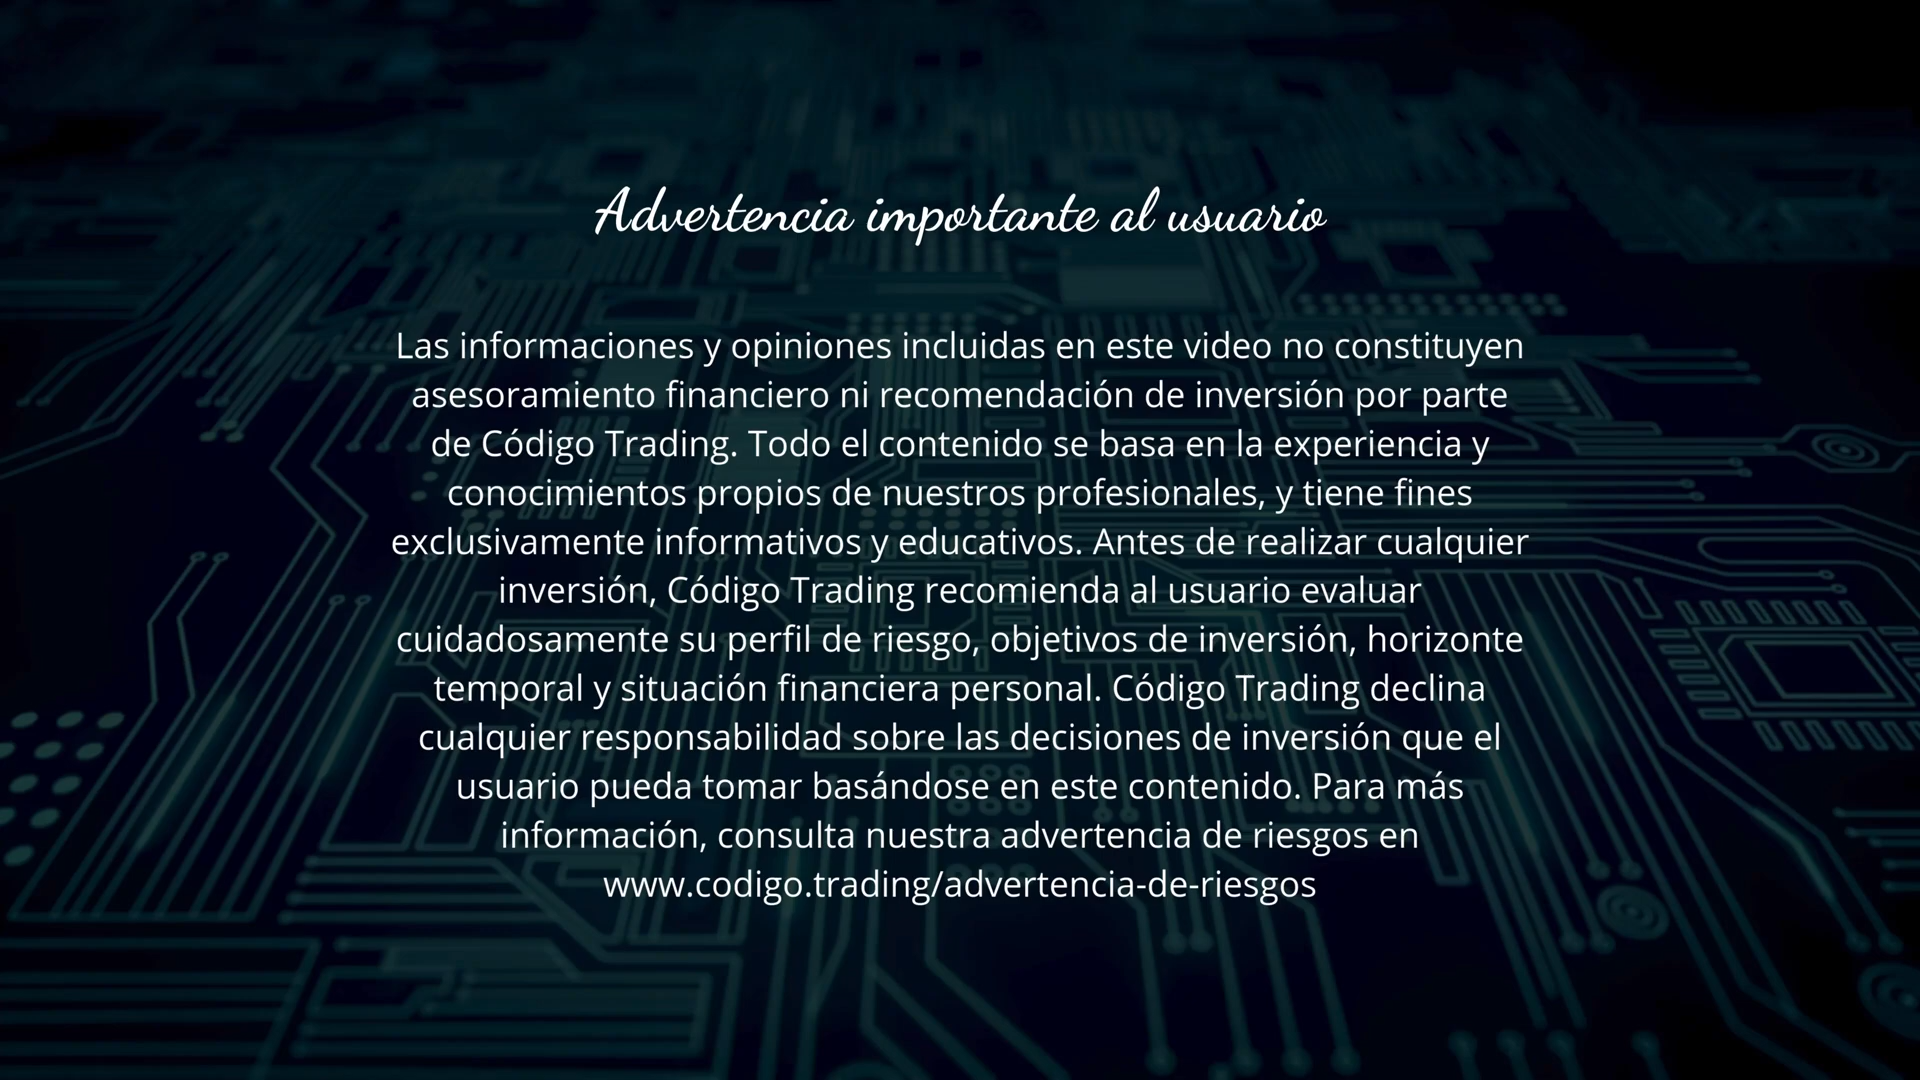 Advertencia importante al usuario
Las informaciones y opiniones incluidas en este video no constituyen
asesoramiento financiero ni recomendación de inversión por parte
de Código Trading. Todo el contenido se basa en la experiencia y
conocimientos propios de nuestros profesionales, y tiene fines
exclusivamente informativos y educativos. Antes de realizar cualquier
inversión, Código Trading recomienda al usuario evaluar
cuidadosamente su perfil de riesgo, objetivos de inversión, horizonte
temporal y situación financiera personal. Código Trading declina
cualquier responsabilidad sobre las decisiones de inversión que el
usuario pueda tomar basándose en este contenido. Para más
información, consulta nuestra advertencia de riesgos en
www.codigo.trading/advertencia-de-riesgos